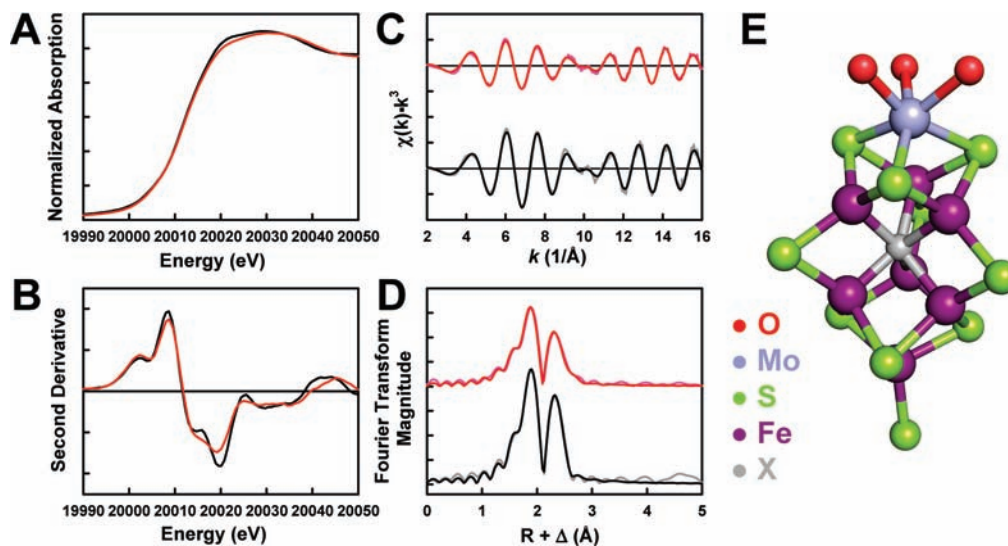 A
Normalized Absorption
19990 20000 20010 20020 20030 20040 20050
Energy (eV)
B
Second Derivative
19990 20000 20010 20020 20030 20040 20050
Energy (eV)
C
χ(k)·k³
2 4 6 8 10 12 14 16
k (1/Å)
D
Fourier Transform
Magnitude
0 1 2 3 4 5
R + Δ (Å)
E
O
Mo
S
Fe
X